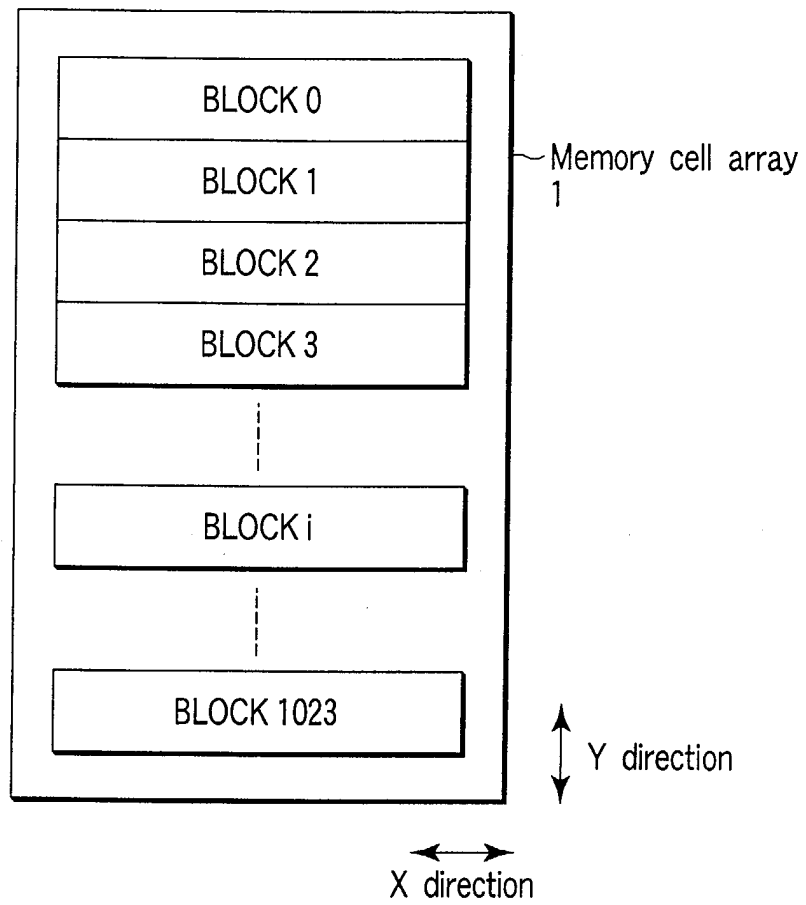 BLOCK 0
BLOCK 1
Memory cell array
1
BLOCK 2
BLOCK 3
BLOCK i
BLOCK 1023
Y direction
X direction